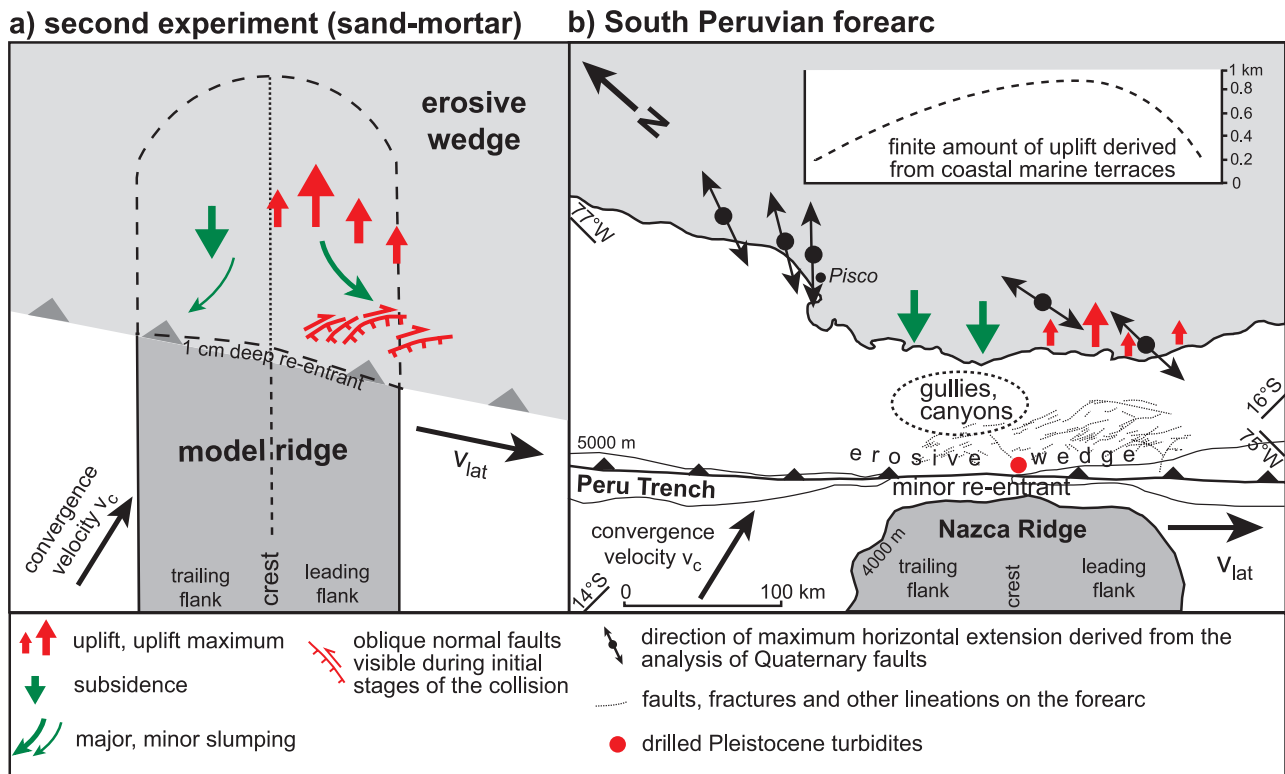 a) second experiment (sand-mortar)
erosive
wedge
1 cm deep re-entrant
model ridge
convergence
velocity vc
vlat
trailing
flank
crest
leading
flank
b) South Peruvian forearc
N
1 km
0.8
0.6
0.4
0.2
0
finite amount of uplift derived
from coastal marine terraces
77°W
Pisco
gullies,
canyons
16°S
75°W
5000 m
erosive wedge
Peru Trench
minor re-entrant
convergence
velocity vc
Nazca Ridge
4000 m
trailing
flank
crest
leading
flank
vlat
14°S
0 100 km
uplift, uplift maximum
subsidence
major, minor slumping
oblique normal faults
visible during initial
stages of the collision
direction of maximum horizontal extension derived from the
analysis of Quaternary faults
faults, fractures and other lineations on the forearc
drilled Pleistocene turbidites